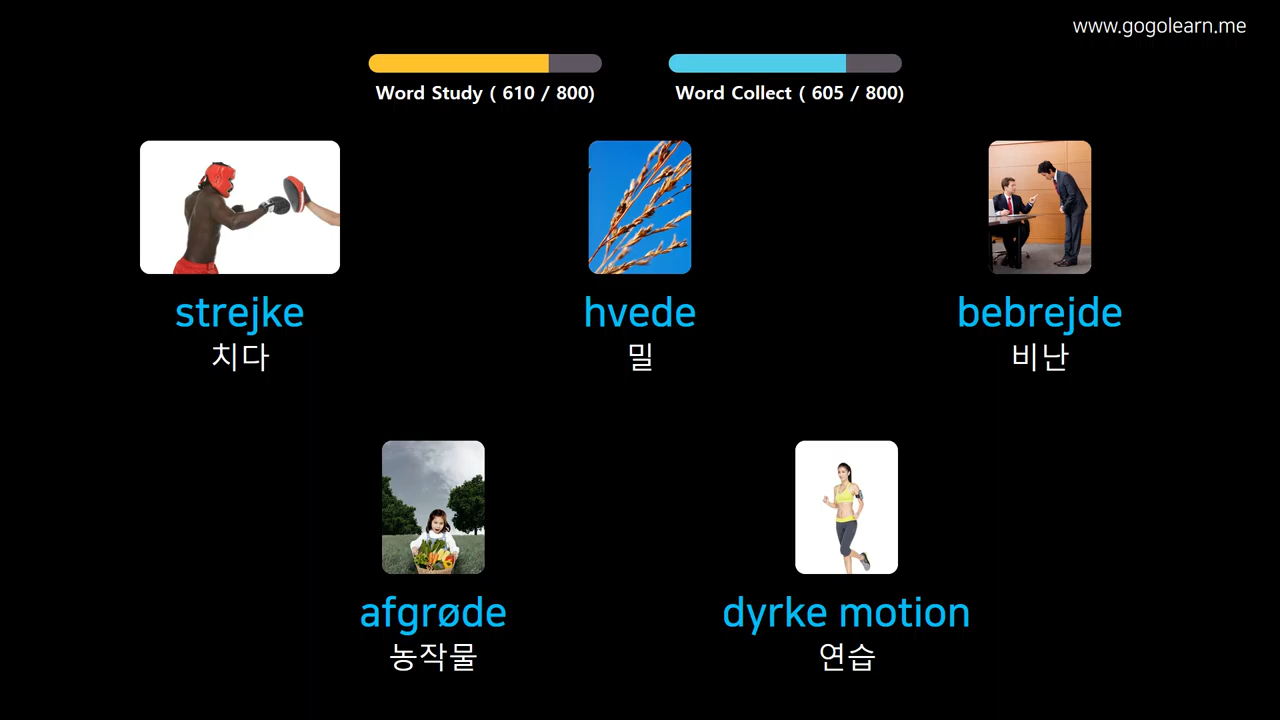 www.gogolearn.me
Word Study ( 610 / 800)
Word Collect ( 605 / 800)
strejke
치다
hvede
밀
bebrejde
비난
afgrøde
농작물
dyrke motion
연습